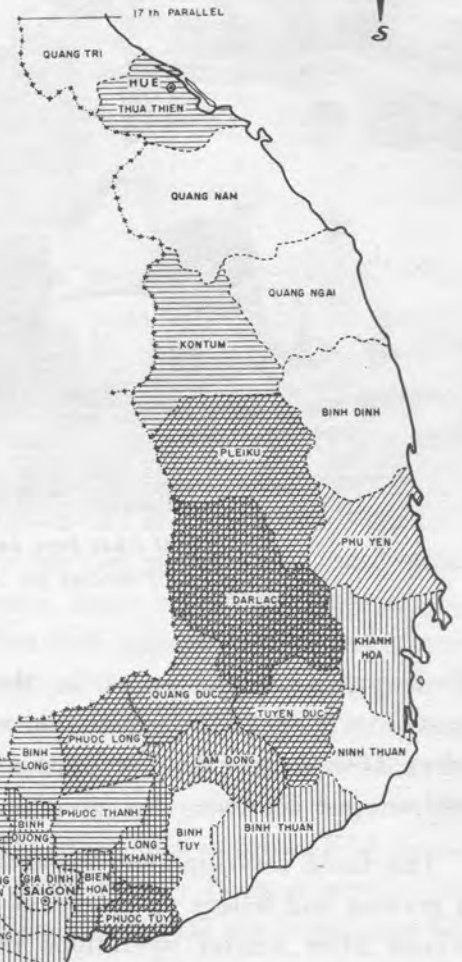 17 th PARALLEL
S
QUANG TRI
HUE
THUA THIEN
QUANG NAM
QUANG NGAI
KONTUM
BINH DINH
PLEIKU
PHU YEN
DARLAC
KHANH
HOA
QUANG DUC
TUYEN DUC
PHUOC LONG
NINH THUAN
BINH
LONG
LAM DONG
PHUOC THANH
BINH
DUONG
BINH
TUY
BINH THUAN
LONG
KHANH
GIA DINH
SAIGON
BIEN
HOA
PHUOC TUY